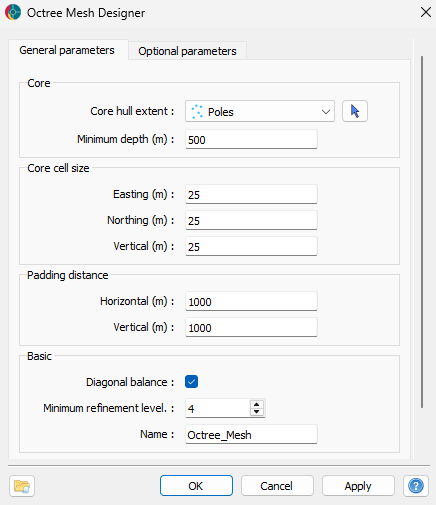 Octree Mesh Designer
General parameters
Optional parameters
Core
Core hull extent :
Poles
Minimum depth (m) :
500
Core cell size
Easting (m) :
25
Northing (m) :
25
Vertical (m) :
25
Padding distance
Horizontal (m) :
1000
Vertical (m) :
1000
Basic
Diagonal balance :
Minimum refinement level. :
4
Name :
Octree_Mesh
OK
Cancel
Apply
?